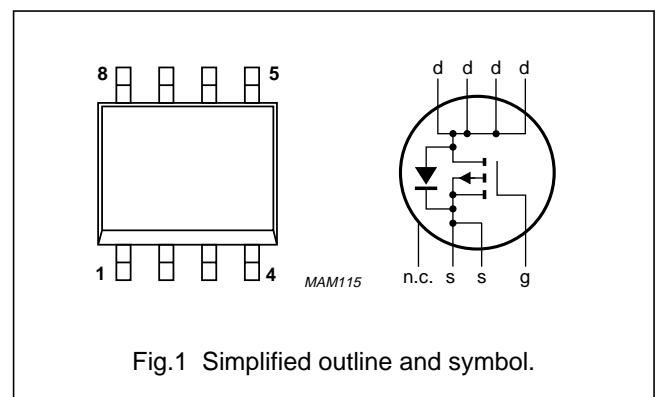 8 5
1 4
MAM115
d d d d
n.c. s s g
Fig.1 Simplified outline and symbol.